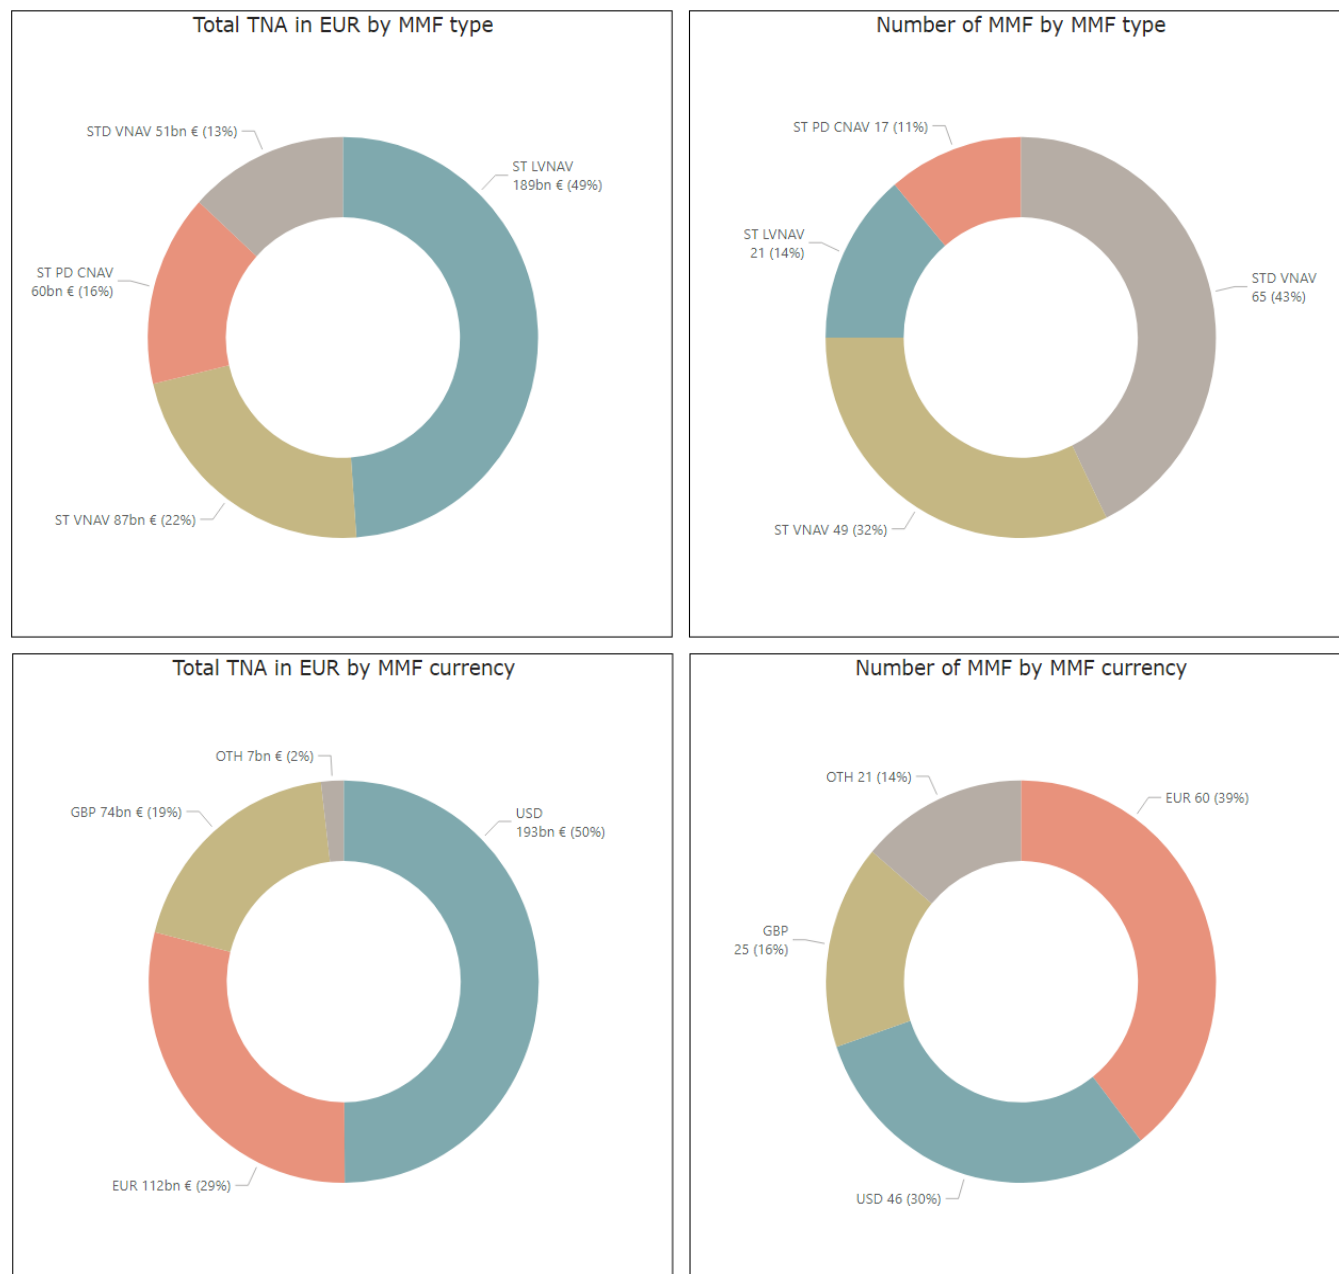 Total TNA in EUR by MMF type
STD VNAV 51bn € (13%)
ST LVNAV
189bn € (49%)
ST PD CNAV
60bn € (16%)
ST VNAV 87bn € (22%)
Number of MMF by MMF type
ST PD CNAV 17 (11%)
ST LVNAV
21 (14%)
STD VNAV
65 (43%)
ST VNAV 49 (32%)
Total TNA in EUR by MMF currency
OTH 7bn € (2%)
GBP 74bn € (19%)
USD
193bn € (50%)
EUR 112bn € (29%)
Number of MMF by MMF currency
OTH 21 (14%)
EUR 60 (39%)
GBP
25 (16%)
USD 46 (30%)